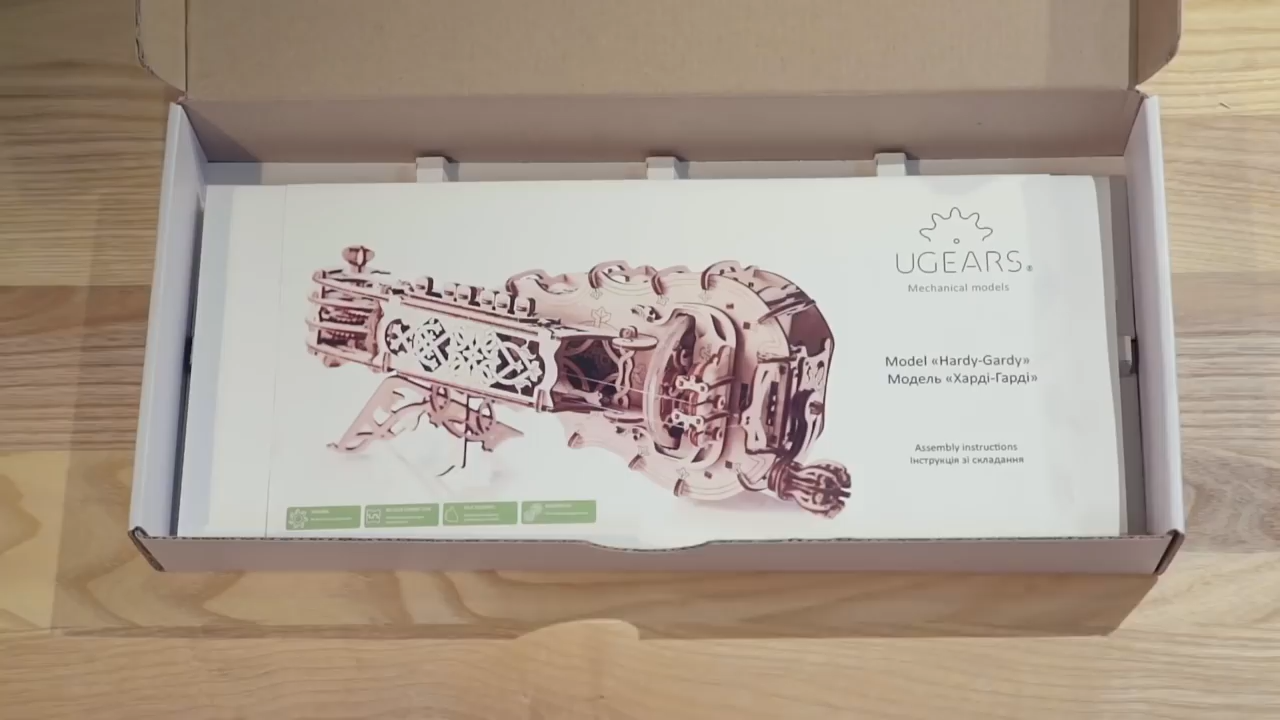 UGEARS®
Mechanical models
Model «Hardy-Gardy»
Модель «Харді-Гарді»
Assembly instructions
Інструкція зі складання